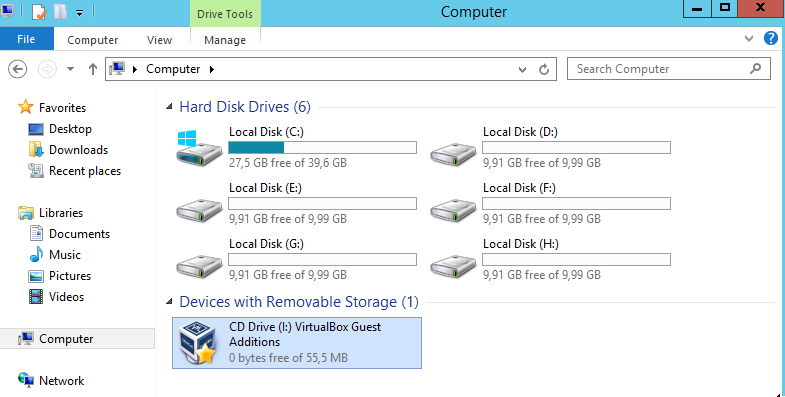 Drive Tools
Computer
File
Computer
View
Manage
Computer
Search Computer
Favorites
Desktop
Downloads
Recent places
Libraries
Documents
Music
Pictures
Videos
Computer
Network
Hard Disk Drives (6)
Local Disk (C:)
27,5 GB free of 39,6 GB
Local Disk (D:)
9,91 GB free of 9,99 GB
Local Disk (E:)
9,91 GB free of 9,99 GB
Local Disk (F:)
9,91 GB free of 9,99 GB
Local Disk (G:)
9,91 GB free of 9,99 GB
Local Disk (H:)
9,91 GB free of 9,99 GB
Devices with Removable Storage (1)
CD Drive (I:) VirtualBox Guest
Additions
0 bytes free of 55,5 MB